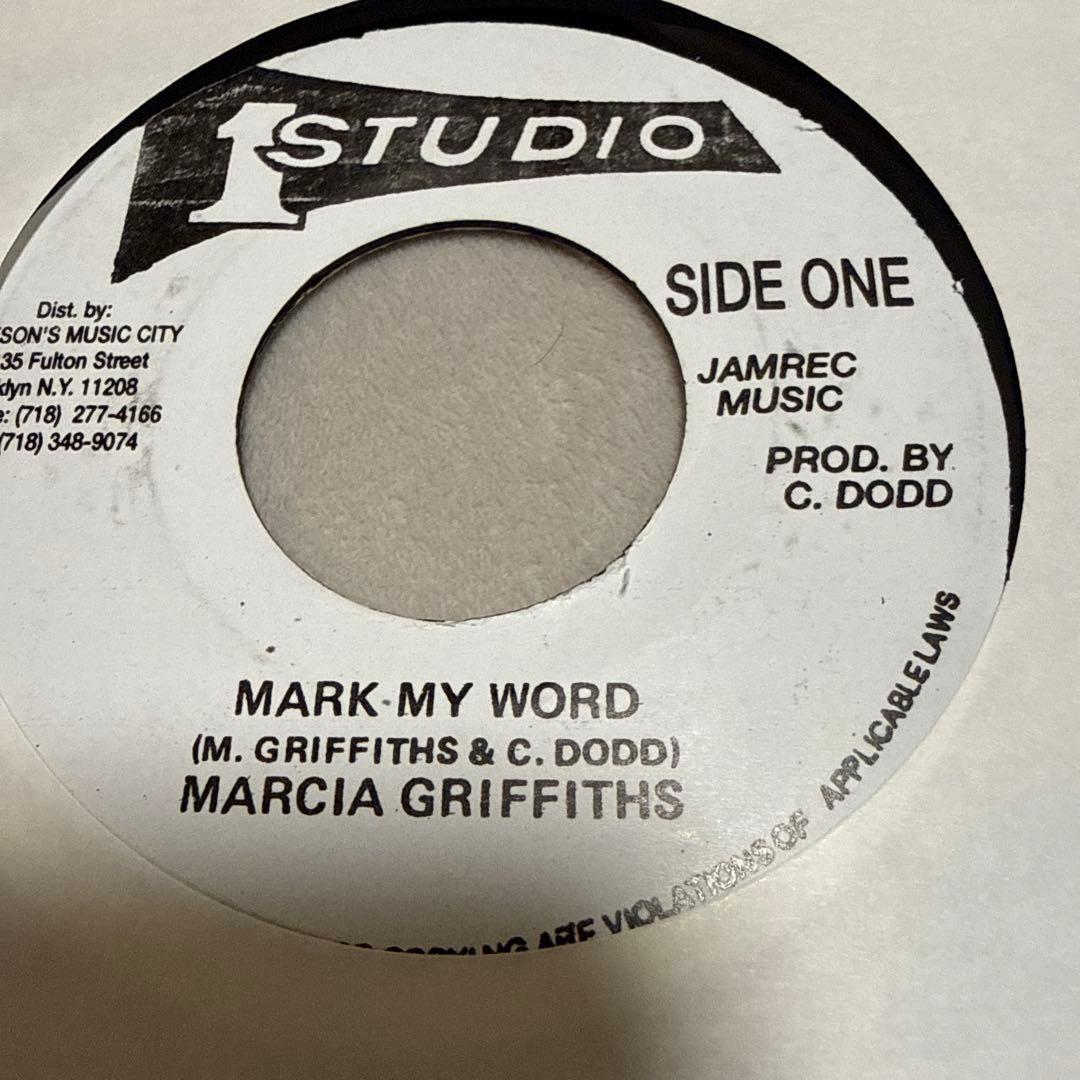 1 STUDIO
SIDE ONE
JAMREC
MUSIC
PROD. BY
C. DODD
Dist. by:
SON'S MUSIC CITY
35 Fulton Street
N.Y. 11208
(718) 277-4166
(718) 348-9074
MARK MY WORD
(M. GRIFFITHS & C. DODD)
MARCIA GRIFFITHS
ARE VIOLATIONS OF APPLICABLE LAWS